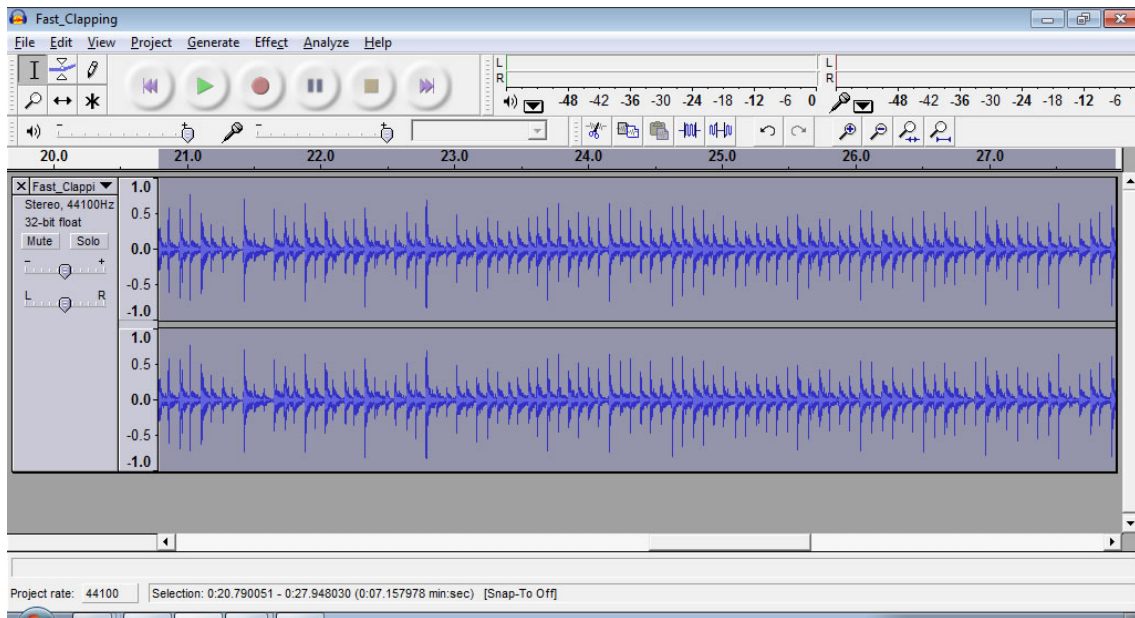 Fast_Clapping
File Edit View Project Generate Effect Analyze Help
L
R
-48 -42 -36 -30 -24 -18 -12 -6 0
L
R
-48 -42 -36 -30 -24 -18 -12 -6
20.0 21.0 22.0 23.0 24.0 25.0 26.0 27.0
Fast_Clappi
Stereo, 44100Hz
32-bit float
Mute Solo
- +
L R
1.0
0.5
0.0
-0.5
-1.0
1.0
0.5
0.0
-0.5
-1.0
Project rate: 44100 Selection: 0:20.790051 - 0:27.948030 (0:07.157978 min:sec) [Snap-To Off]